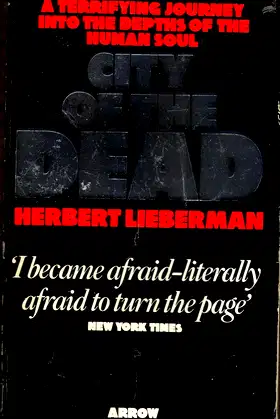 A TERRIFYING JOURNEY
INTO THE DEPTHS OF THE
HUMAN SOUL
CITY
OF THE
DEAD
HERBERT LIEBERMAN
'I became afraid–literally
afraid to turn the page'
NEW YORK TIMES
ARROW